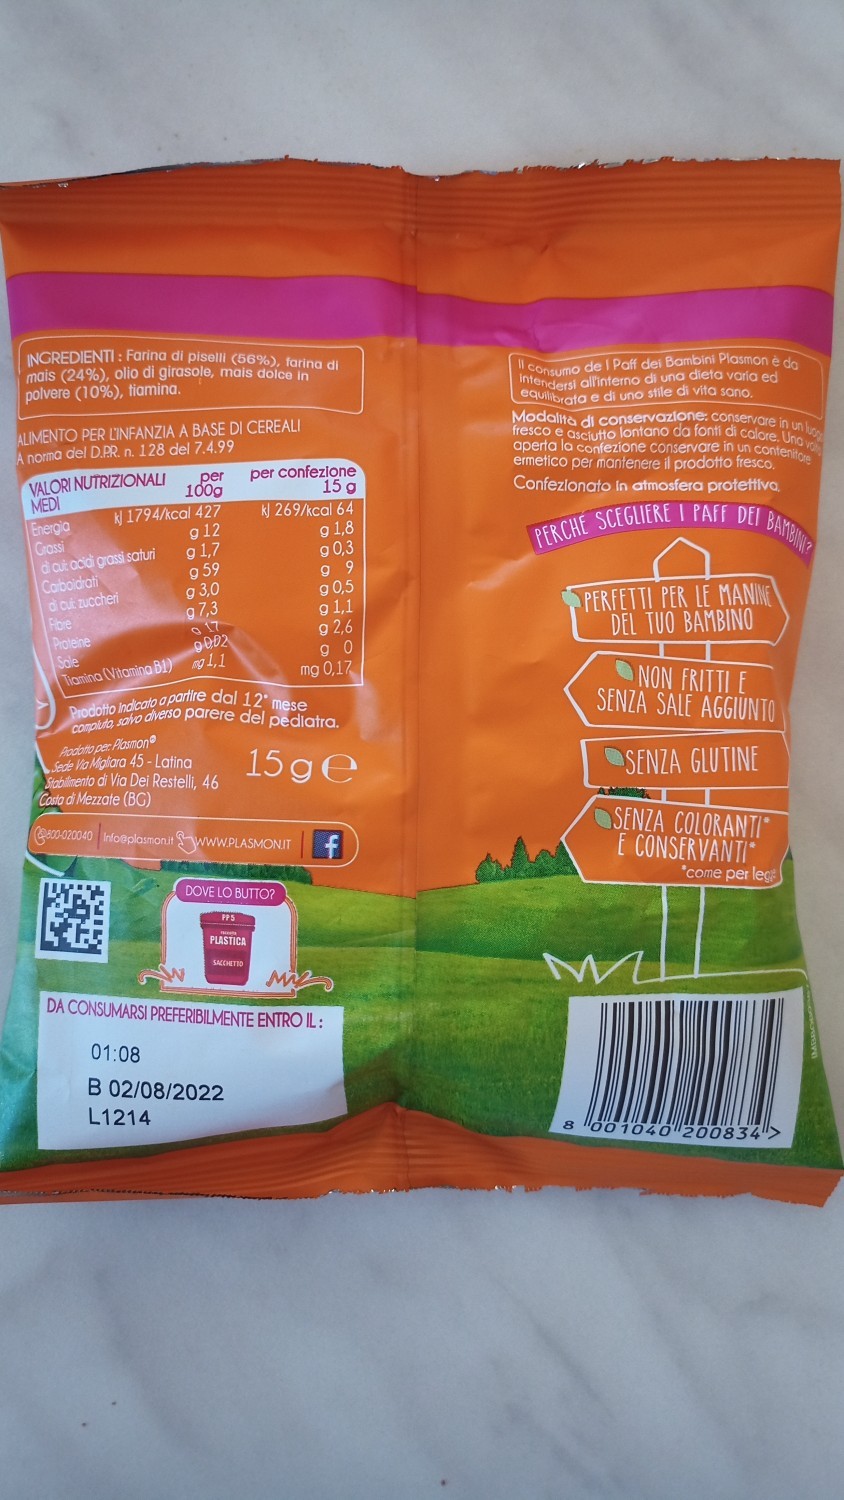 INGREDIENTI : Farina di piselli (56%), farina di
mais (24%), olio di girasole, mais dolce in
polvere (10%), tiamina.
ALIMENTO PER L'INFANZIA A BASE DI CEREALI
A norma del D.P.R. n. 128 del 7.4.99
VALORI NUTRIZIONALI MEDI per 100g per confezione 15 g
Energia kJ 1794/kcal 427 kJ 269/kcal 64
Grassi g 12 g 1,8
di cui: acidi grassi saturi g 1,7 g 0,3
Carboidrati g 59 g 9
di cui: zuccheri g 3,0 g 0,5
Fibre g 7,3 g 1,1
Proteine g 17 g 2,6
Sale g 0,02 g 0
Tiamina (Vitamina B1) mg 1,1 mg 0,17
Prodotto indicato a partire dal 12° mese
compiuto, salvo diverso parere del pediatra.
Prodotto per: Plasmon®
Sede Via Migliara 45 - Latina
Stabilimento di Via Dei Restelli, 46
Costa di Mezzate (BG)
15 g e
800-020040 Info@plasmon.it WWW.PLASMON.IT f
DOVE LO BUTTO?
PP 5
PLASTICA
SACCHETTO
DA CONSUMARSI PREFERIBILMENTE ENTRO IL :
01:08
B 02/08/2022
L1214
Il consumo de I Paff dei Bambini Plasmon è da
intendersi all'interno di una dieta varia ed
equilibrata e di uno stile di vita sano.
Modalità di conservazione: conservare in un luogo
fresco e asciutto lontano da fonti di calore. Una volta
aperta la confezione conservare in un contenitore
ermetico per mantenere il prodotto fresco.
Confezionato in atmosfera protettiva.
PERCHÉ SCEGLIERE I PAFF DEI BAMBINI?
PERFETTI PER LE MANINE
DEL TUO BAMBINO
NON FRITTI E
SENZA SALE AGGIUNTO
SENZA GLUTINE
SENZA COLORANTI*
E CONSERVANTI*
*come per legge
8 001040 200834 >